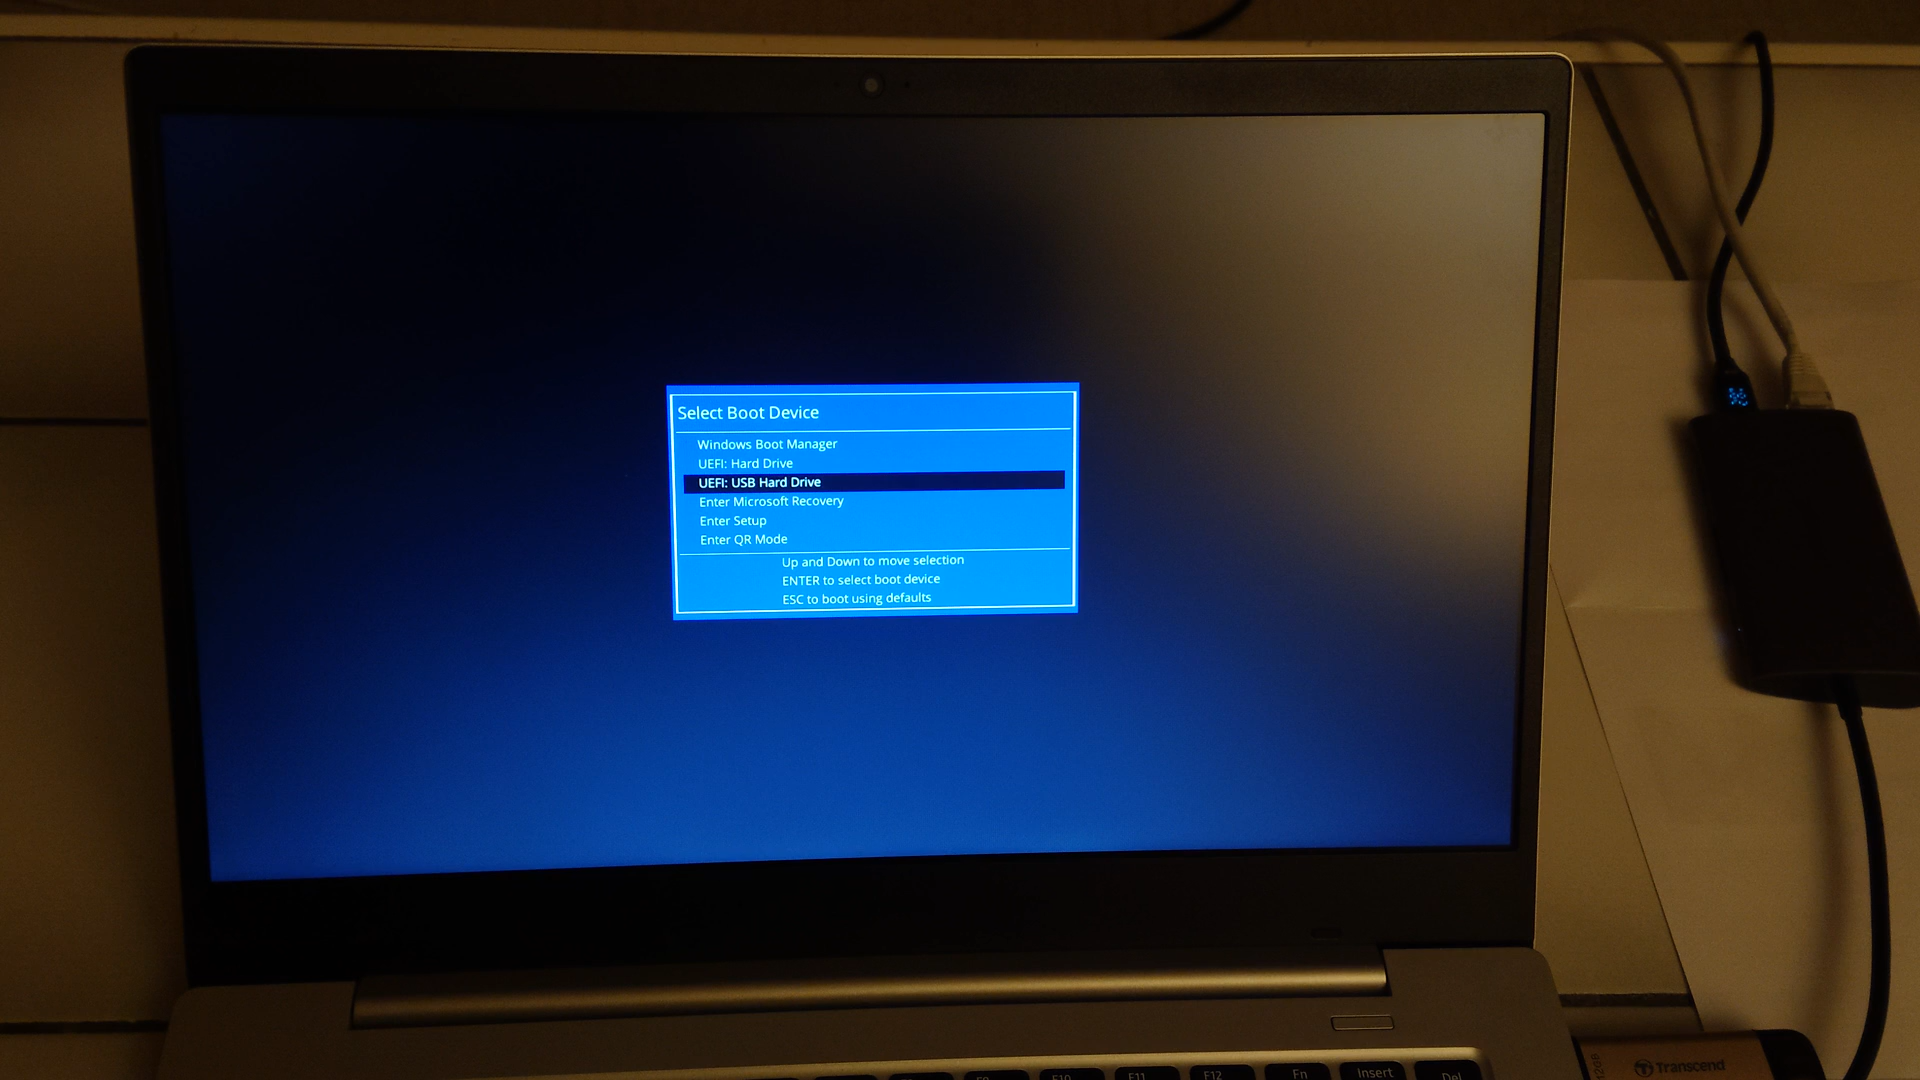 Select Boot Device
Windows Boot Manager
UEFI: Hard Drive
UEFI: USB Hard Drive
Enter Microsoft Recovery
Enter Setup
Enter QR Mode
Up and Down to move selection
ENTER to select boot device
ESC to boot using defaults
F9 F10 F11 F12 Fn Insert Del
Transcend